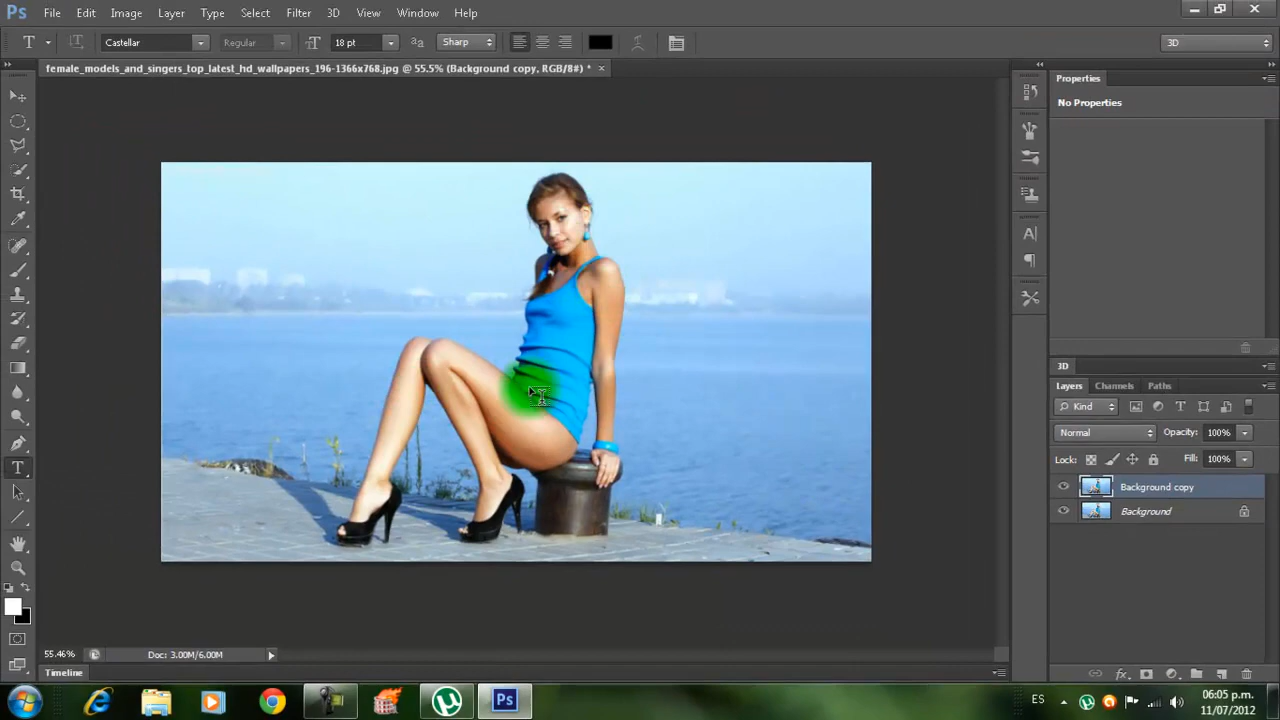 Ps File Edit Image Layer Type Select Filter 3D View Window Help
T Castellar Regular 18 pt aa Sharp 3D
female_models_and_singers_top_latest_hd_wallpapers_196-1366x768.jpg @ 55.5% (Background copy, RGB/8#) *
Properties
No Properties
3D
Layers Channels Paths
Kind
Normal Opacity: 100%
Lock: Fill: 100%
Background copy
Background
55.46% Doc: 3.00M/6.00M
Timeline
Ps ES 06:05 p.m.
11/07/2012